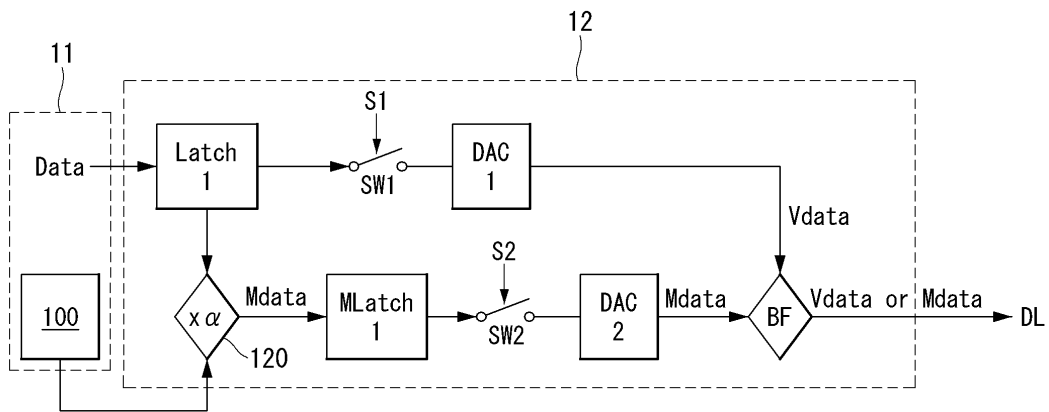 11
12
S1
Data
Latch
1
SW1
DAC
1
Vdata
S2
100
x α
Mdata
MLatch
1
SW2
DAC
2
Mdata
BF
Vdata or Mdata
DL
120